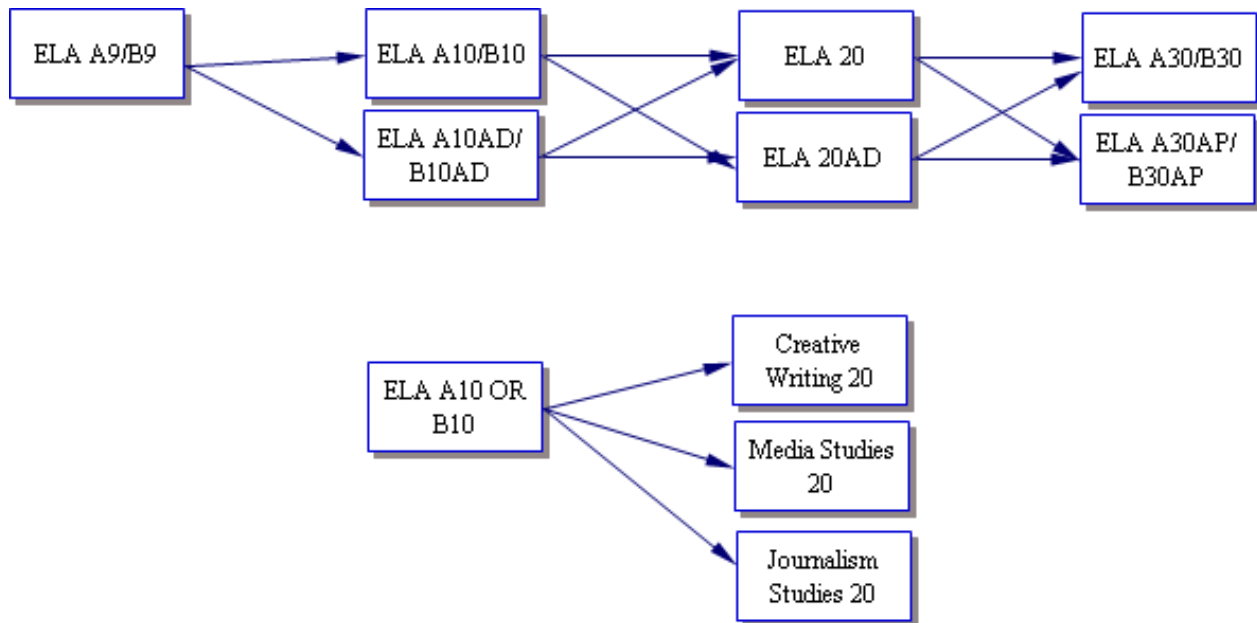 ELA A9/B9
ELA A10/B10
ELA 20
ELA A30/B30
ELA A10AD/
B10AD
ELA 20AD
ELA A30AP/
B30AP
ELA A10 OR
B10
Creative
Writing 20
Media Studies
20
Journalism
Studies 20